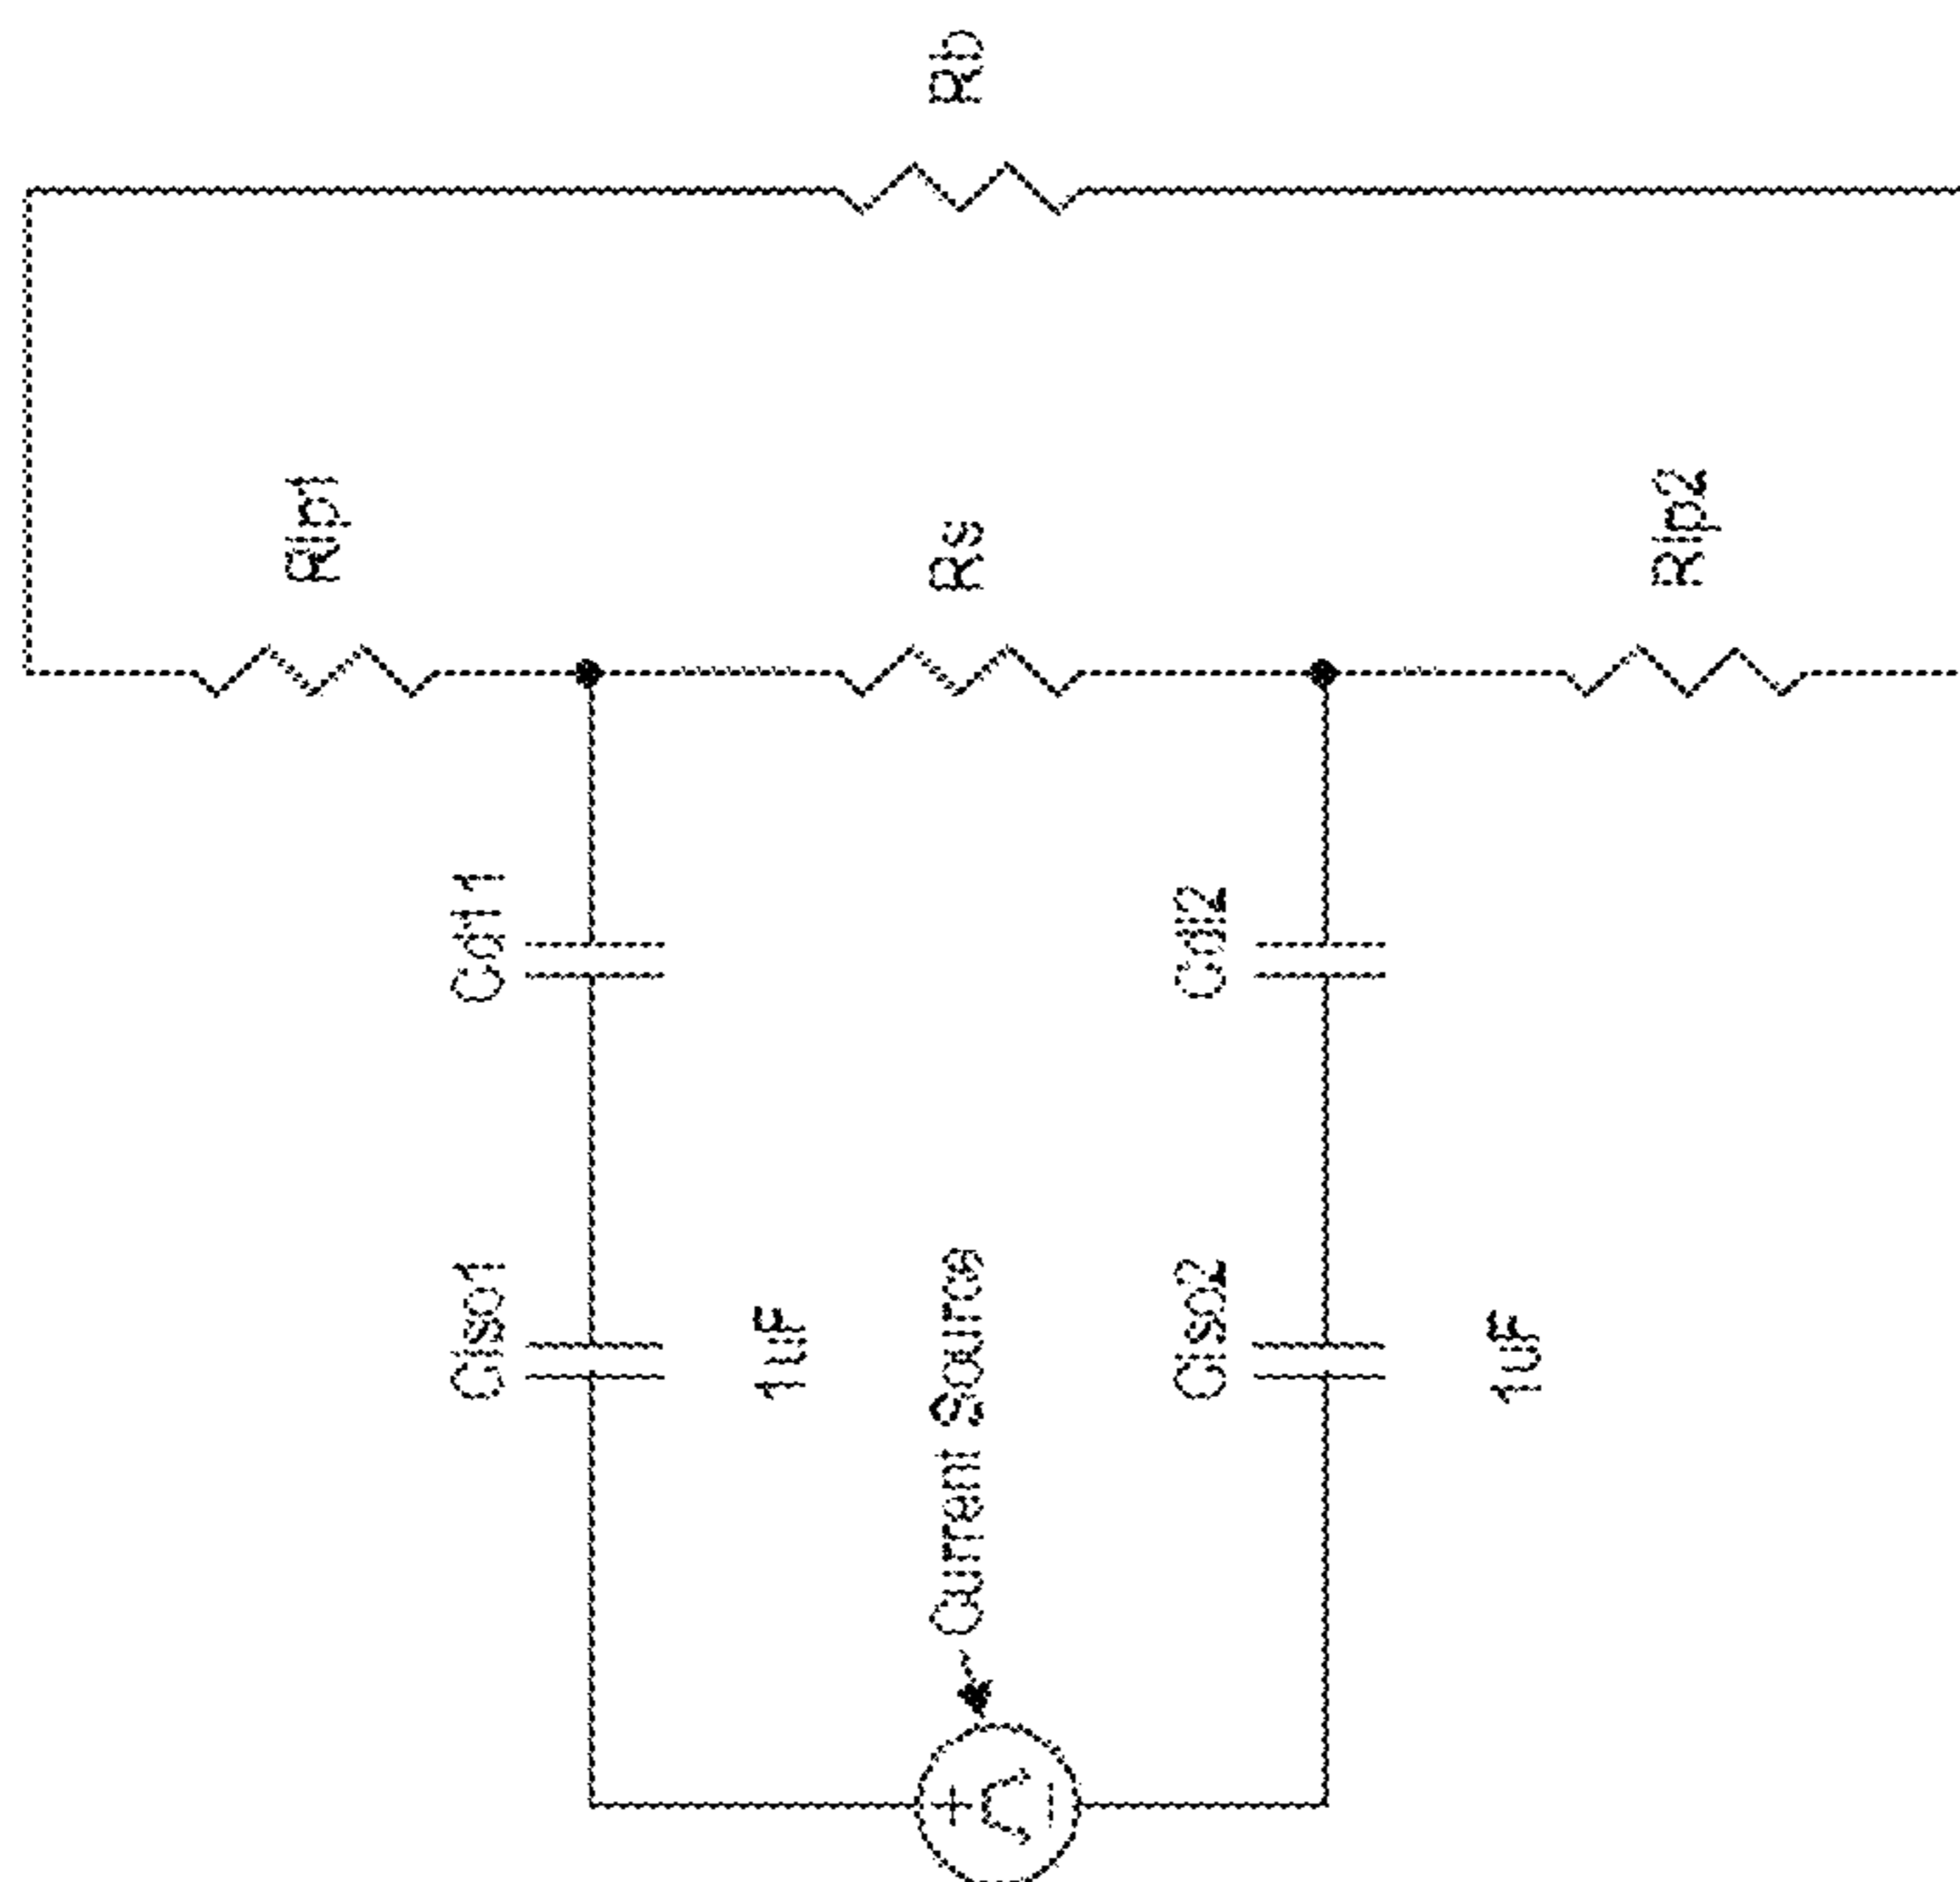 Rlp1
Ciso1
Cdl1
1uF
Current Source
Rs
Rb
+ A −
Ciso2
Cdl2
1uF
Rlp2